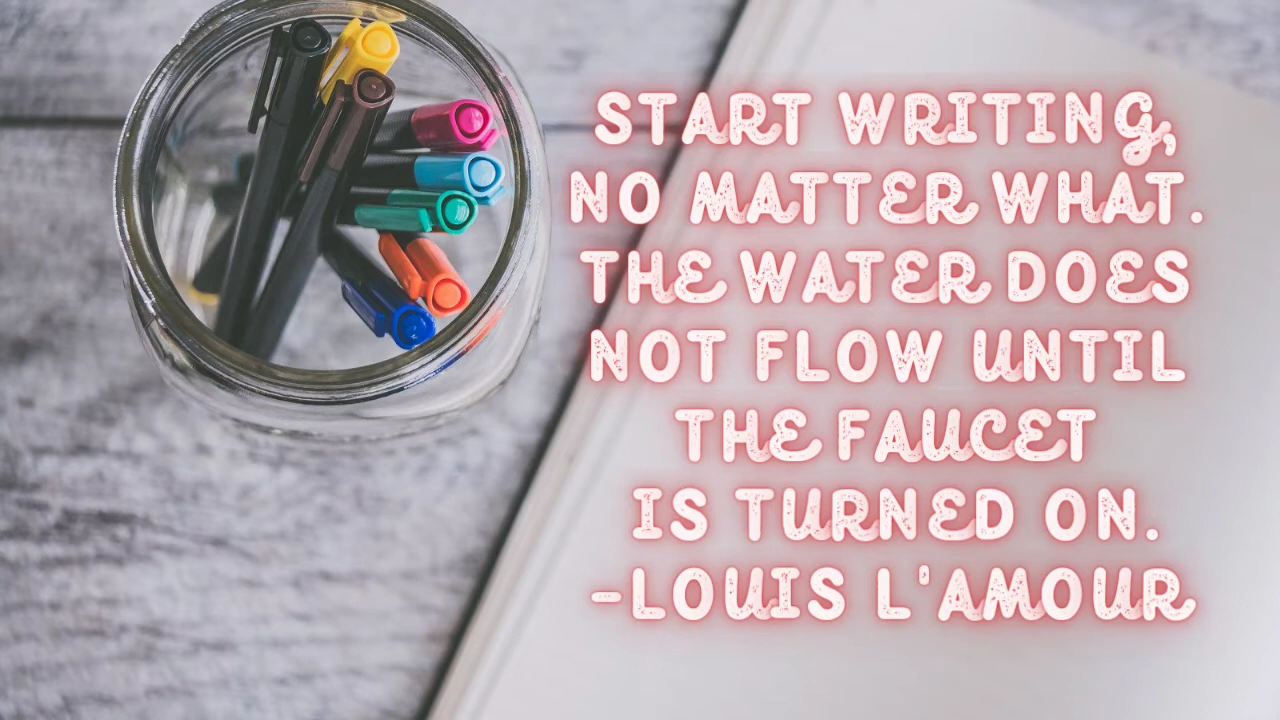 START WRITING,
NO MATTER WHAT.
THE WATER DOES
NOT FLOW UNTIL
THE FAUCET
IS TURNED ON.
-LOUIS L'AMOUR